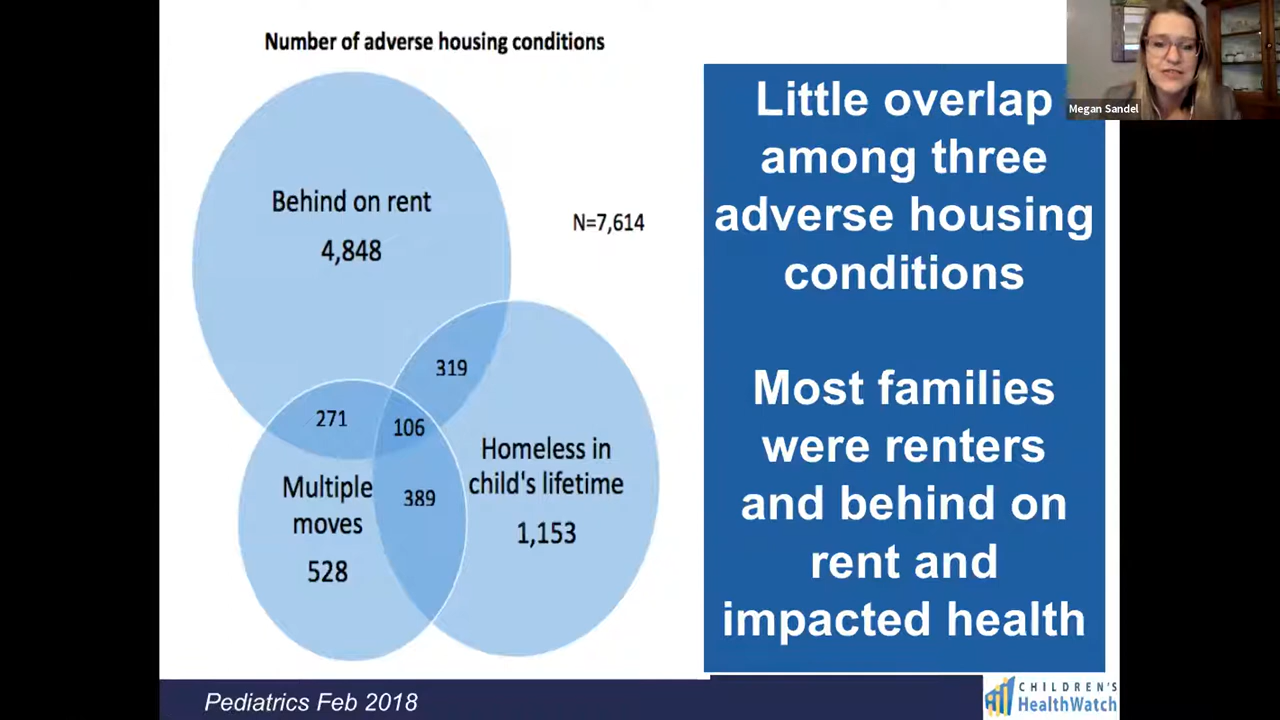 Number of adverse housing conditions
Behind on rent
4,848
N=7,614
319
271
106
Multiple
moves
528
389
Homeless in
child's lifetime
1,153
Little overlap
among three
adverse housing
conditions
Most families
were renters
and behind on
rent and
impacted health
Megan Sandel
Pediatrics Feb 2018
CHILDREN'S
HealthWatch